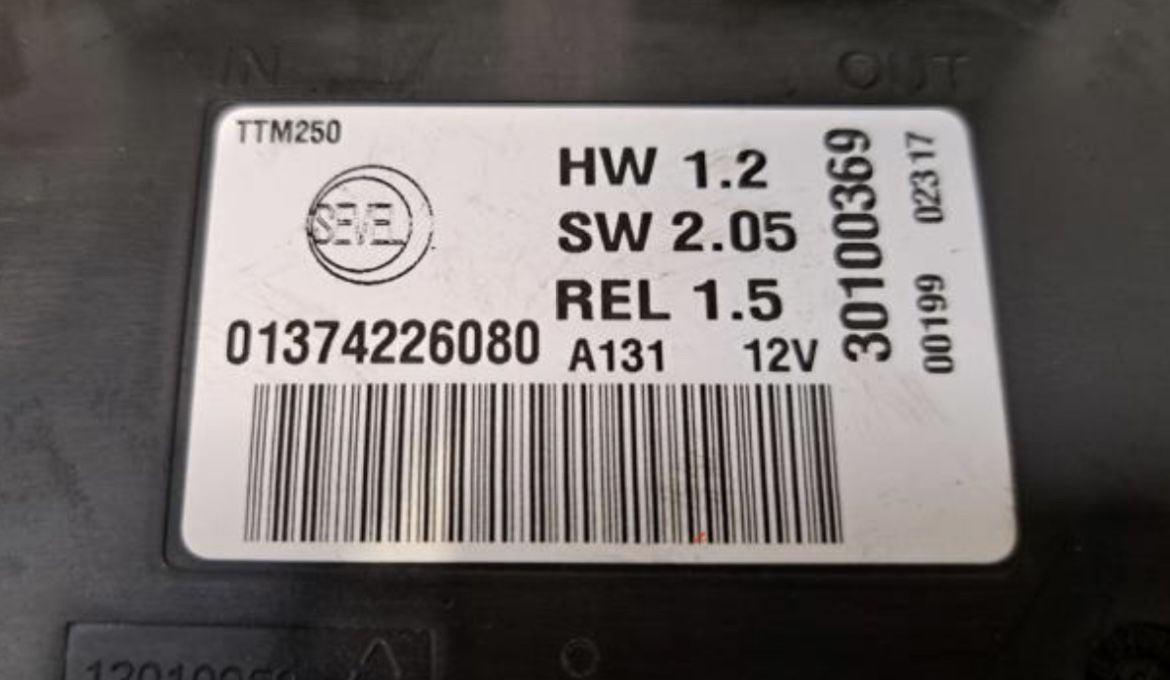 IN
OUT
TTM250
SEVEL
HW 1.2
SW 2.05
REL 1.5
01374226080
A131 12V
30100369
00199 02317